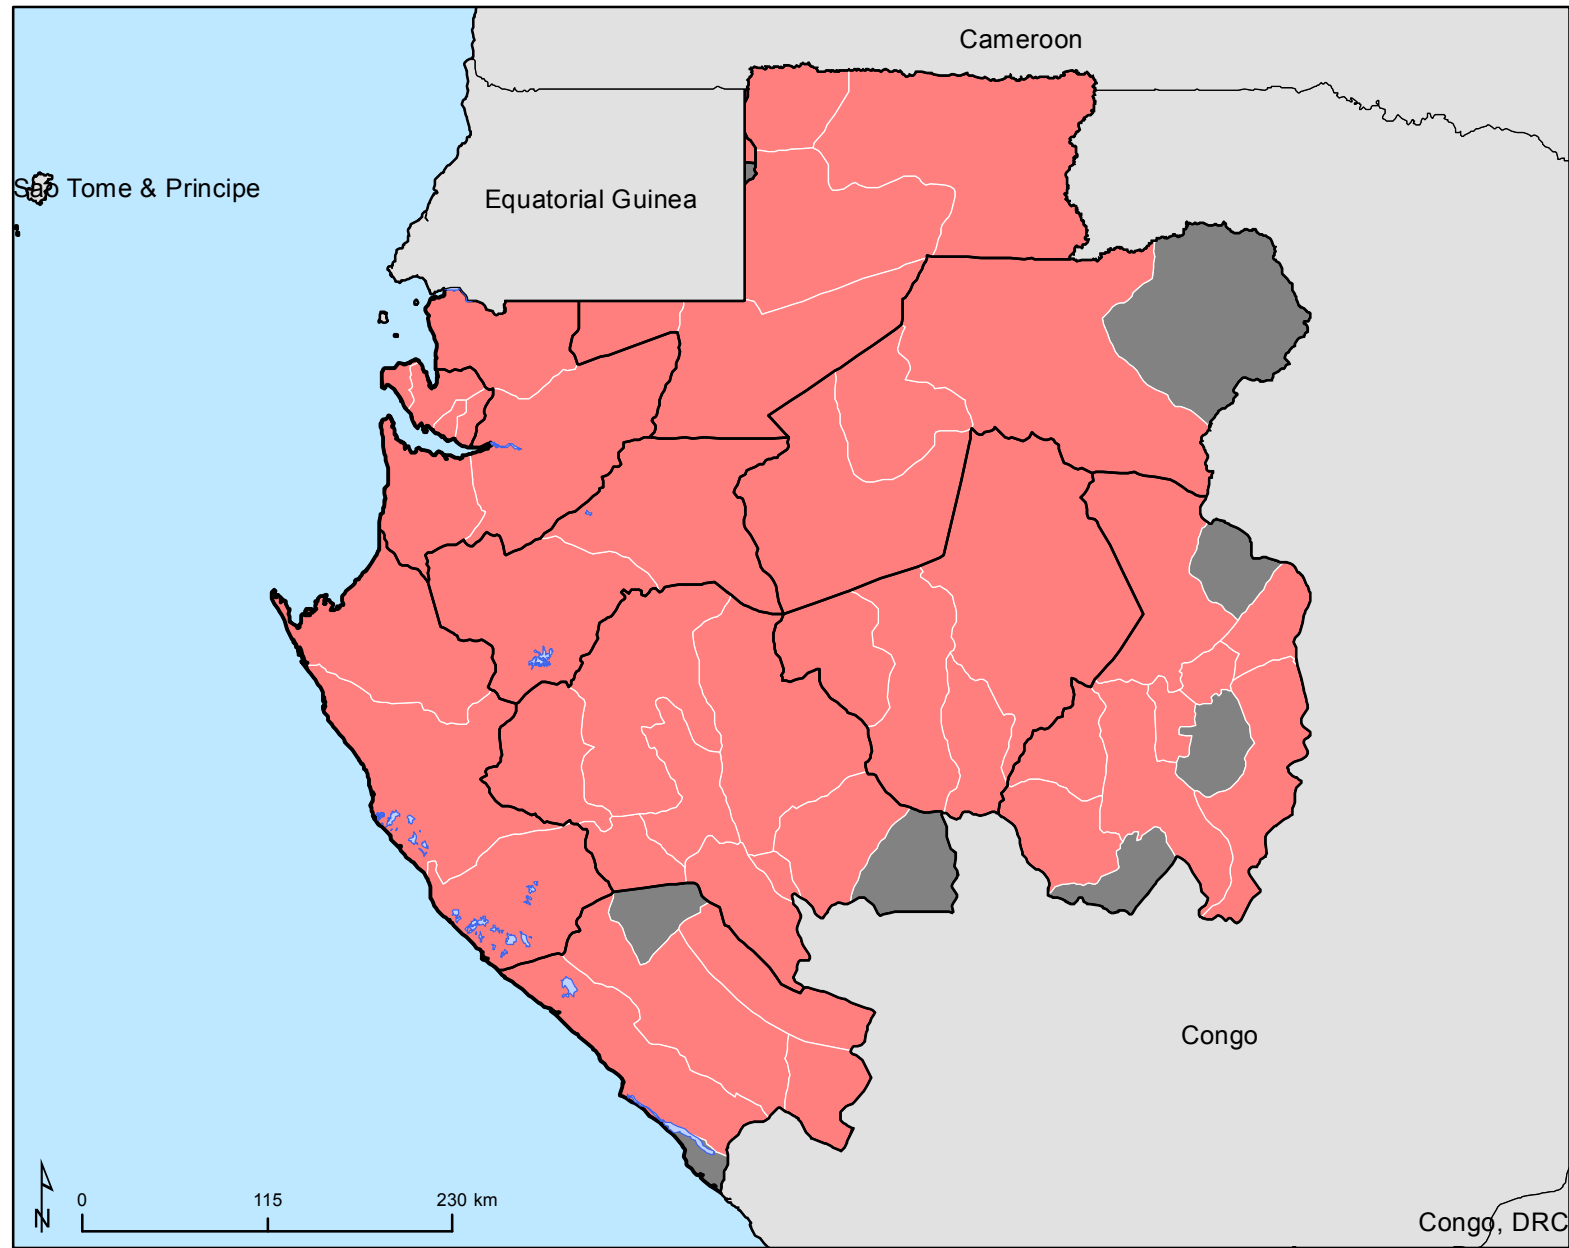 Cameroon
Sao Tome & Principe
Equatorial Guinea
Congo
N
0 115 230 km
Congo, DRC